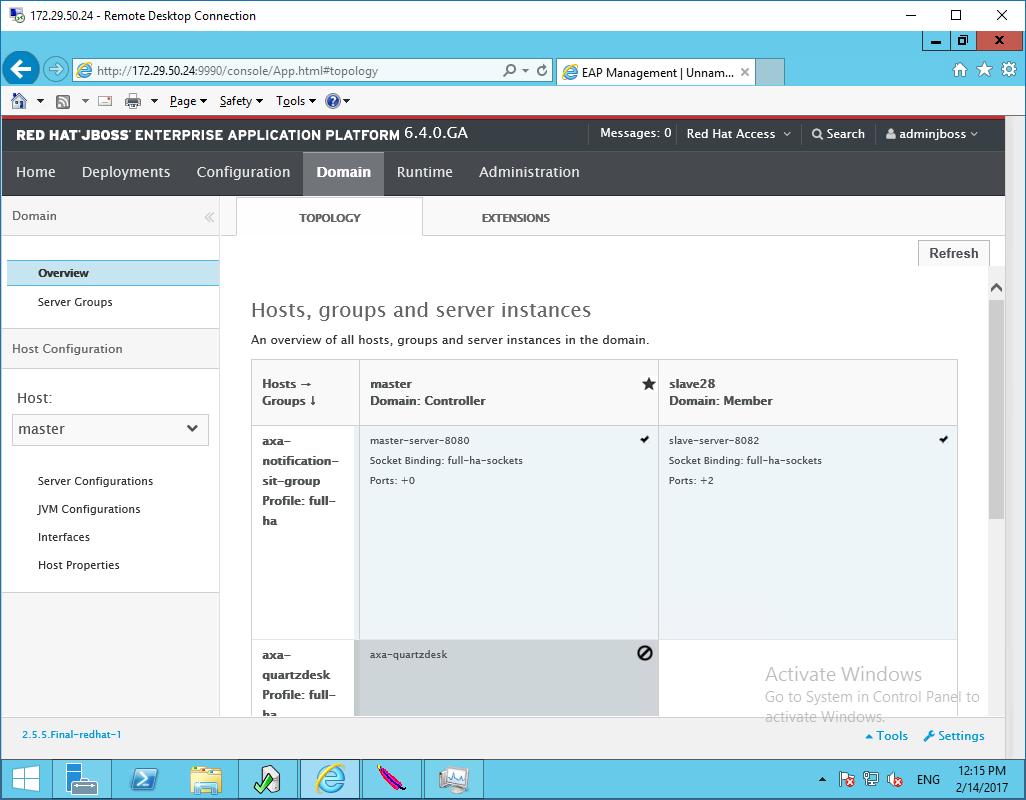 172.29.50.24 - Remote Desktop Connection
http://172.29.50.24:9990/console/App.html#topology
EAP Management | Unnam...
Page
Safety
Tools
RED HAT JBOSS ENTERPRISE APPLICATION PLATFORM 6.4.0.GA
Messages: 0
Red Hat Access
Search
adminjboss
Home
Deployments
Configuration
Domain
Runtime
Administration
Domain
TOPOLOGY
EXTENSIONS
Refresh
Overview
Server Groups
Host Configuration
Host:
master
Server Configurations
JVM Configurations
Interfaces
Host Properties
Hosts, groups and server instances
An overview of all hosts, groups and server instances in the domain.
Hosts →
Groups ↓
master
Domain: Controller
slave28
Domain: Member
axa-
notification-
sit-group
Profile: full-
ha
master-server-8080
Socket Binding: full-ha-sockets
Ports: +0
slave-server-8082
Socket Binding: full-ha-sockets
Ports: +2
axa-
quartzdesk
Profile: full-
ha
axa-quartzdesk
Activate Windows
Go to System in Control Panel to
activate Windows.
2.5.5.Final-redhat-1
Tools
Settings
ENG
12:15 PM
2/14/2017